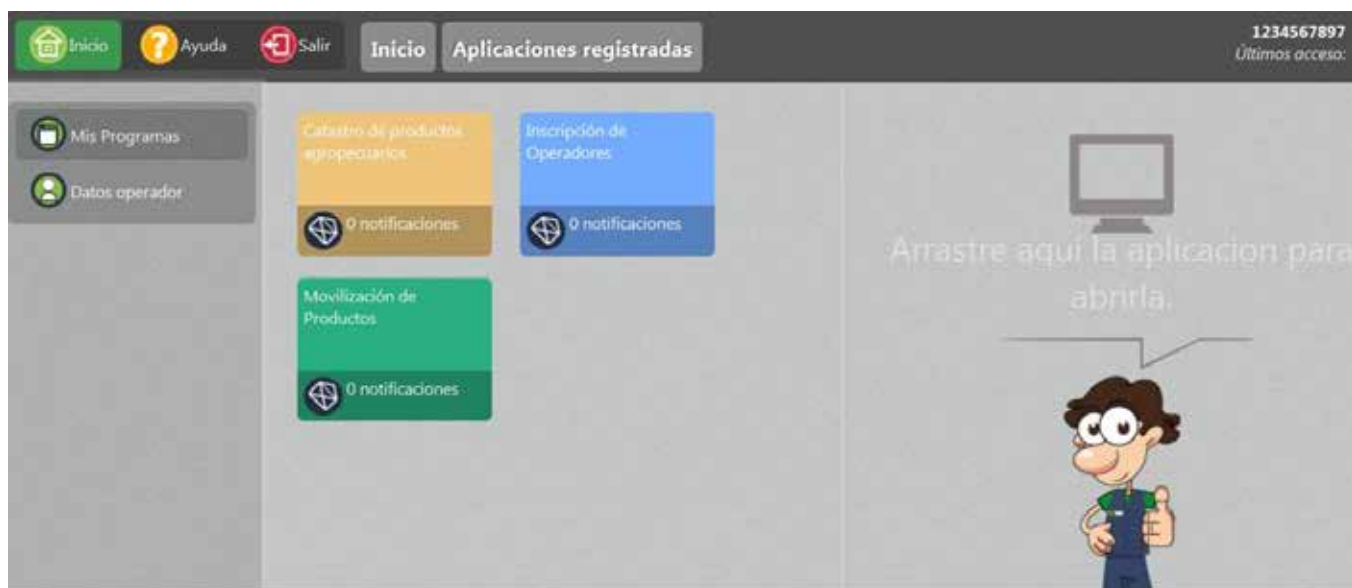 Inicio
Ayuda
Salir
Inicio
Aplicaciones registradas
1234567897
Últimos acceso:
Mis Programas
Datos operador
Catastro de productos
agropecuarios
0 notificaciones
Inscripción de
Operadores
0 notificaciones
Movilización de
Productos
0 notificaciones
Arrastre aquí la aplicacion para
abrirla.